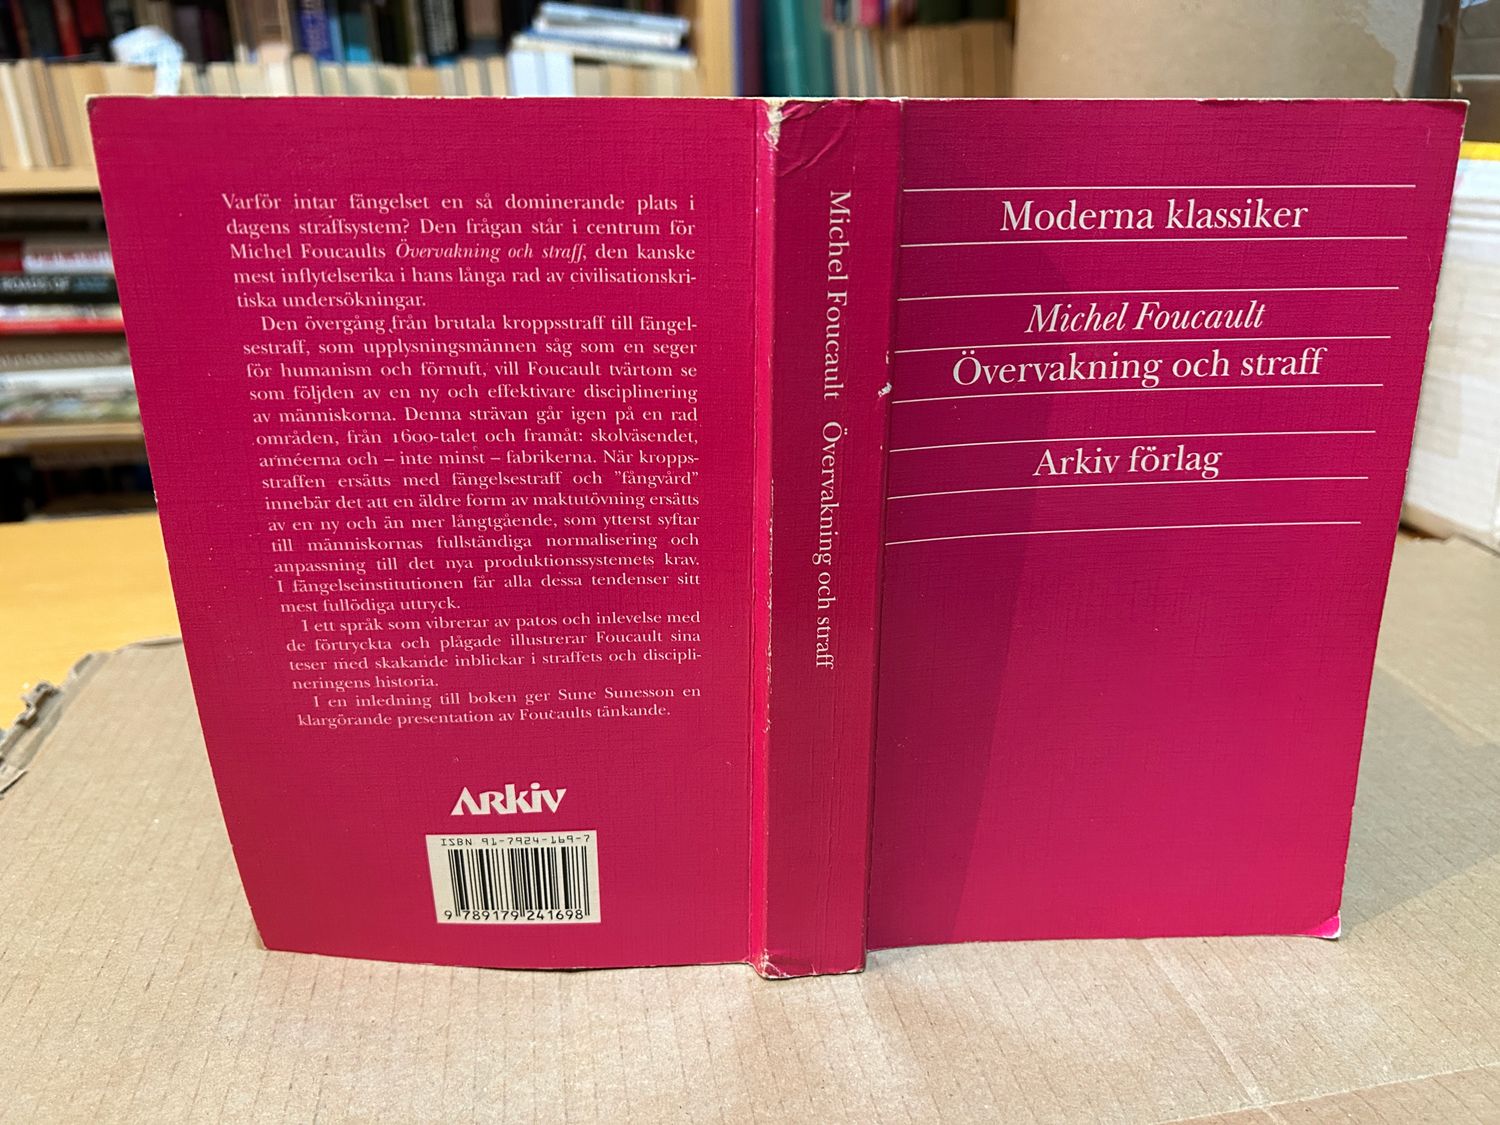 Varför intar fängelset en så dominerande plats i
dagens straffsystem? Den frågan står i centrum för
Michel Foucaults Övervakning och straff, den kanske
mest inflytelserika i hans långa rad av civilisationskri-
tiska undersökningar.
Den övergång från brutala kroppsstraff till fängel-
sestraff, som upplysningsmännen såg som en seger
för humanism och förnuft, vill Foucault tvärtom se
som följden av en ny och effektivare disciplinering
av människorna. Denna strävan går igen på en rad
områden, från 1600-talet och framåt: skolväsendet,
arméerna och – inte minst – fabrikerna. När kropps-
straffen ersätts med fängelsestraff och ”fångvård”
innebär det att en äldre form av maktutövning ersätts
av en ny och än mer långtgående, som ytterst syftar
till människornas fullständiga normalisering och
anpassning till det nya produktionssystemets krav.
I fängelseinstitutionen får alla dessa tendenser sitt
mest fullödiga uttryck.
I ett språk som vibrerar av patos och inlevelse med
de förtryckta och plågade illustrerar Foucault sina
teser med skakande inblickar i straffets och discipli-
neringens historia.
I en inledning till boken ger Sune Sunesson en
klargörande presentation av Foucaults tänkande.
ARkiv
ISBN 91-7924-169-7
9 789179 241698
Michel Foucault Övervakning och straff
Moderna klassiker
Michel Foucault
Övervakning och straff
Arkiv förlag